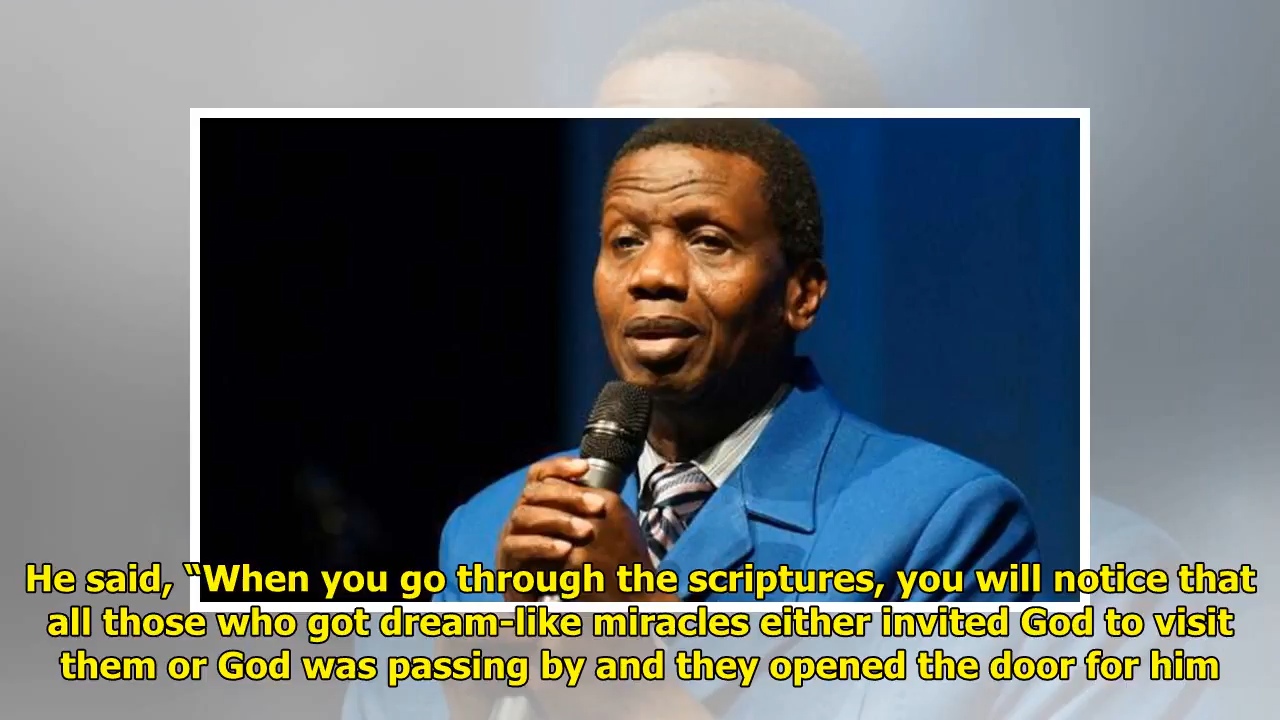 He said, “When you go through the scriptures, you will notice that
all those who got dream-like miracles either invited God to visit
them or God was passing by and they opened the door for him